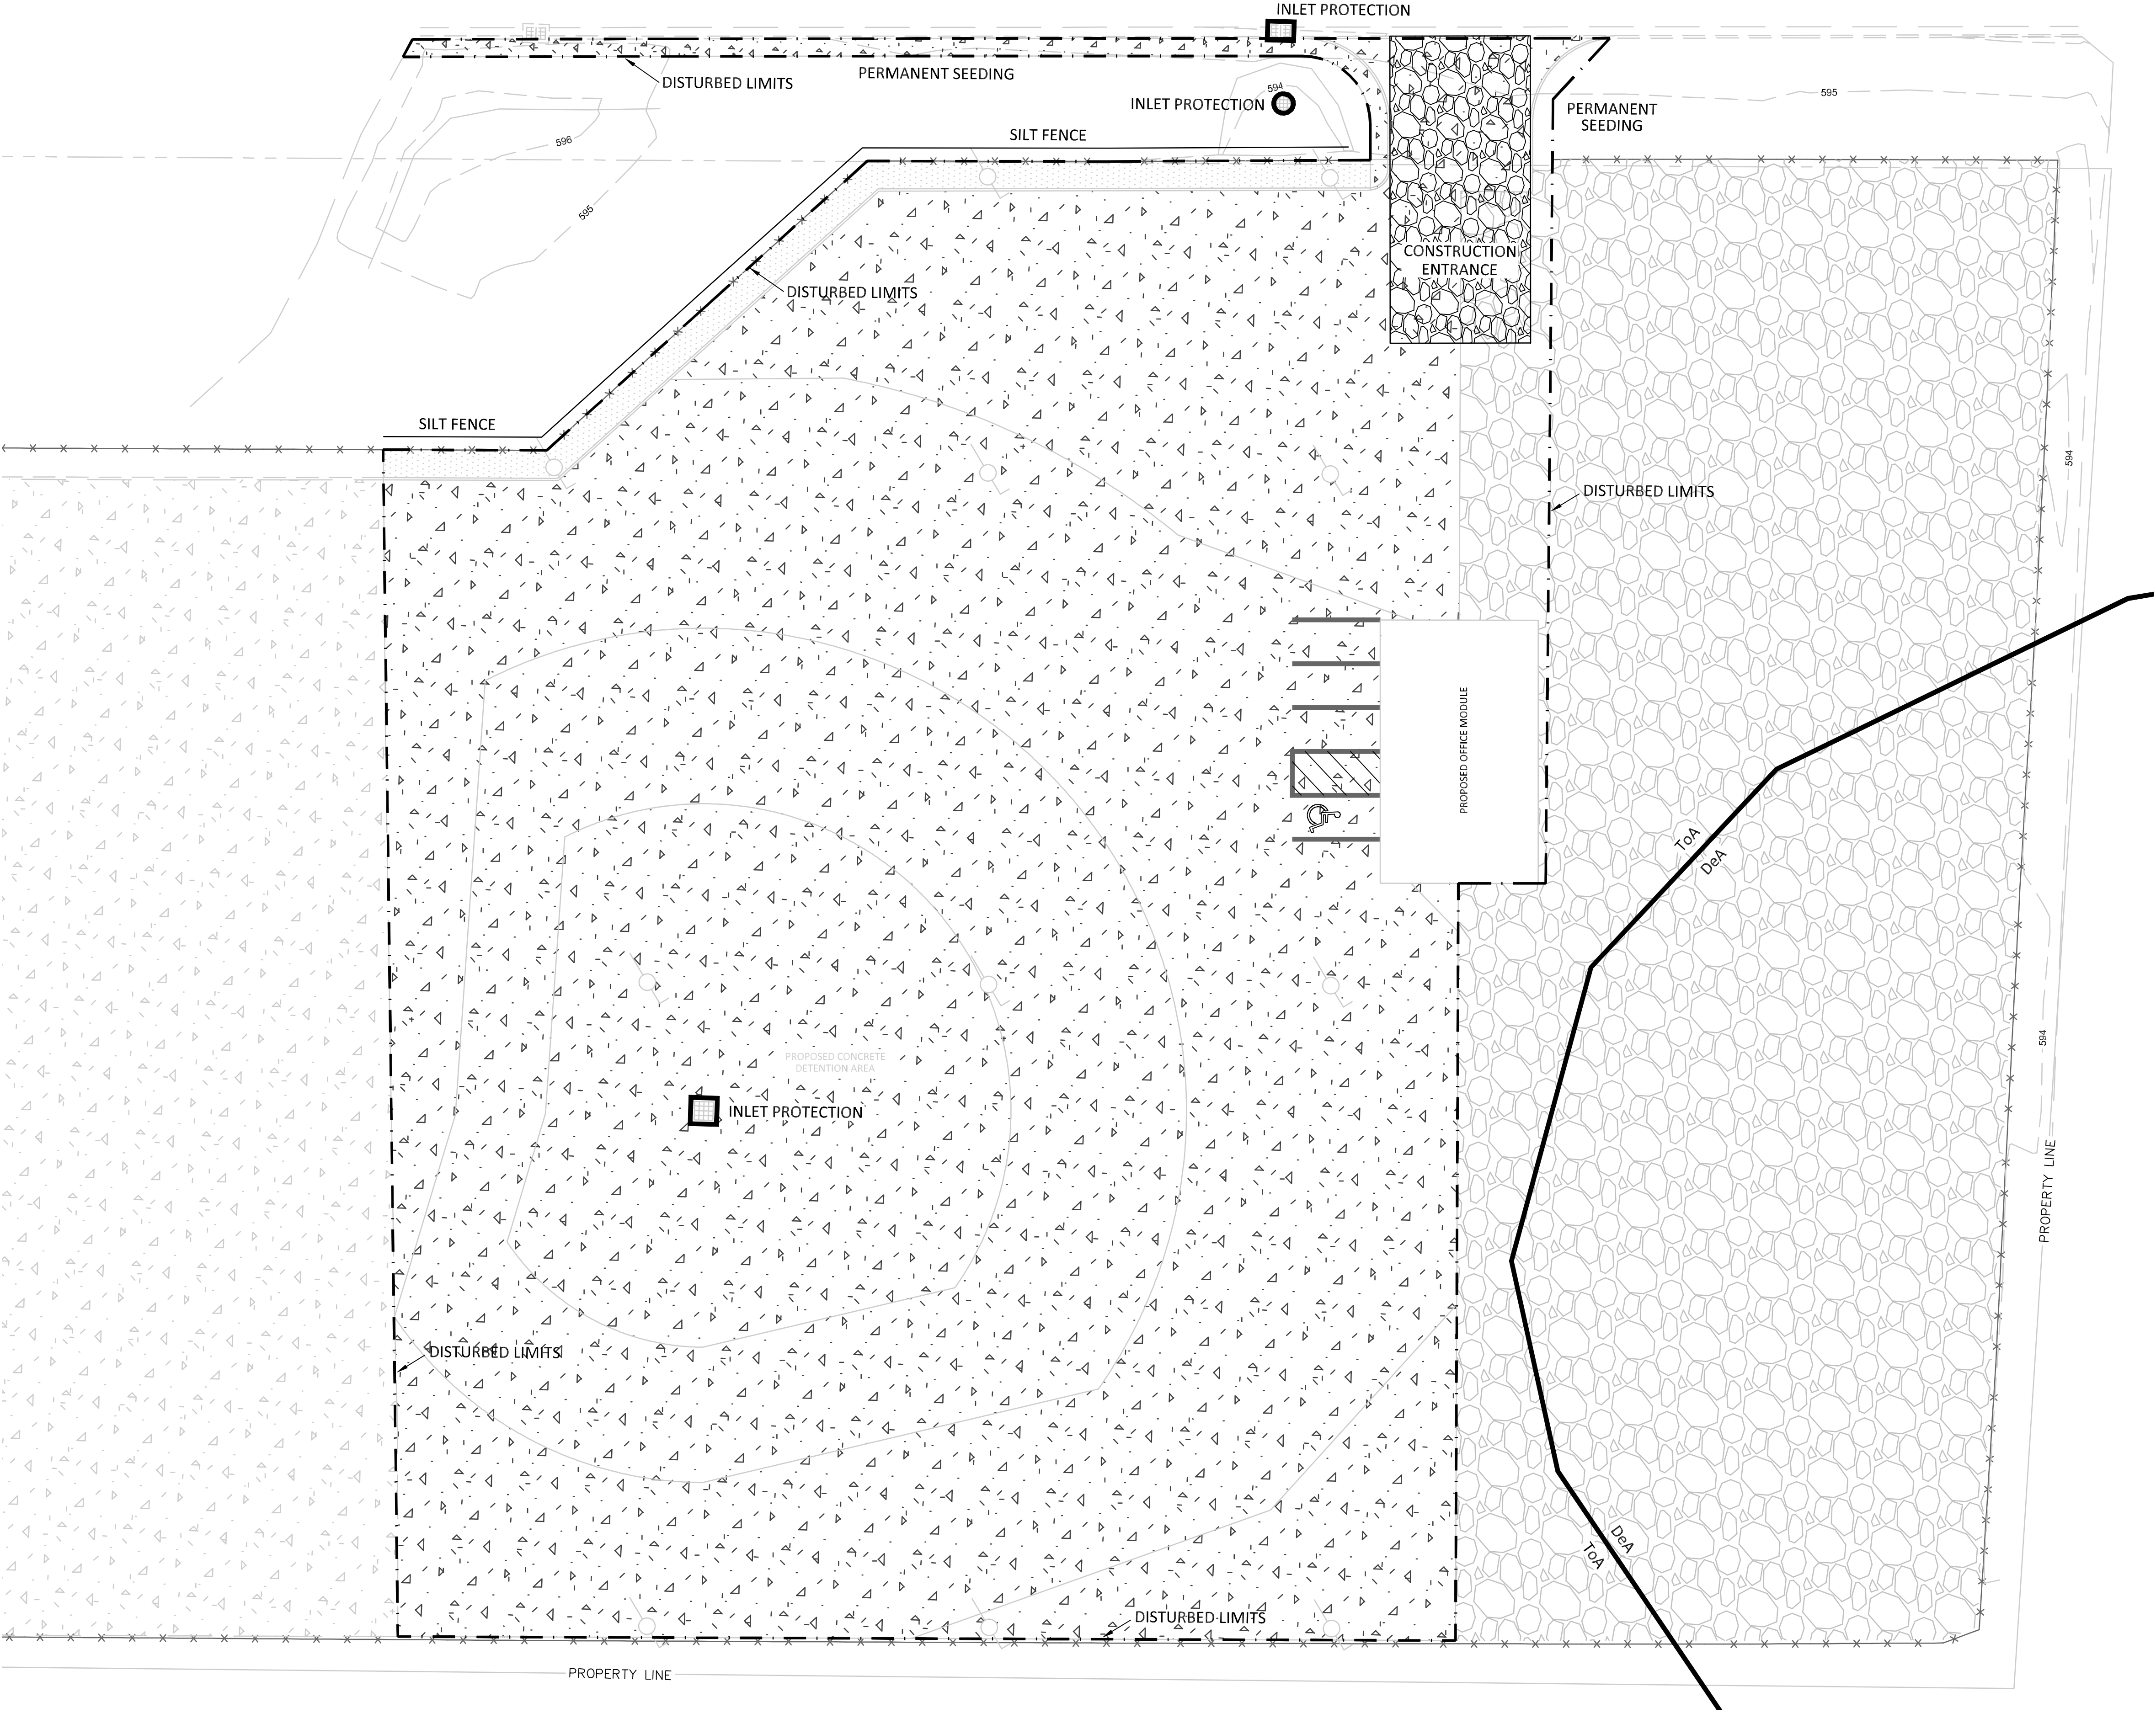 INLET PROTECTION
DISTURBED LIMITS
PERMANENT SEEDING
594
INLET PROTECTION
595
PERMANENT
SEEDING
SILT FENCE
596
595
CONSTRUCTION
ENTRANCE
DISTURBED LIMITS
SILT FENCE
594
DISTURBED LIMITS
PROPOSED OFFICE MODULE
ToA
DeA
594
PROPOSED CONCRETE
DETENTION AREA
INLET PROTECTION
PROPERTY LINE
DISTURBED LIMITS
DeA
ToA
DISTURBED LIMITS
PROPERTY LINE